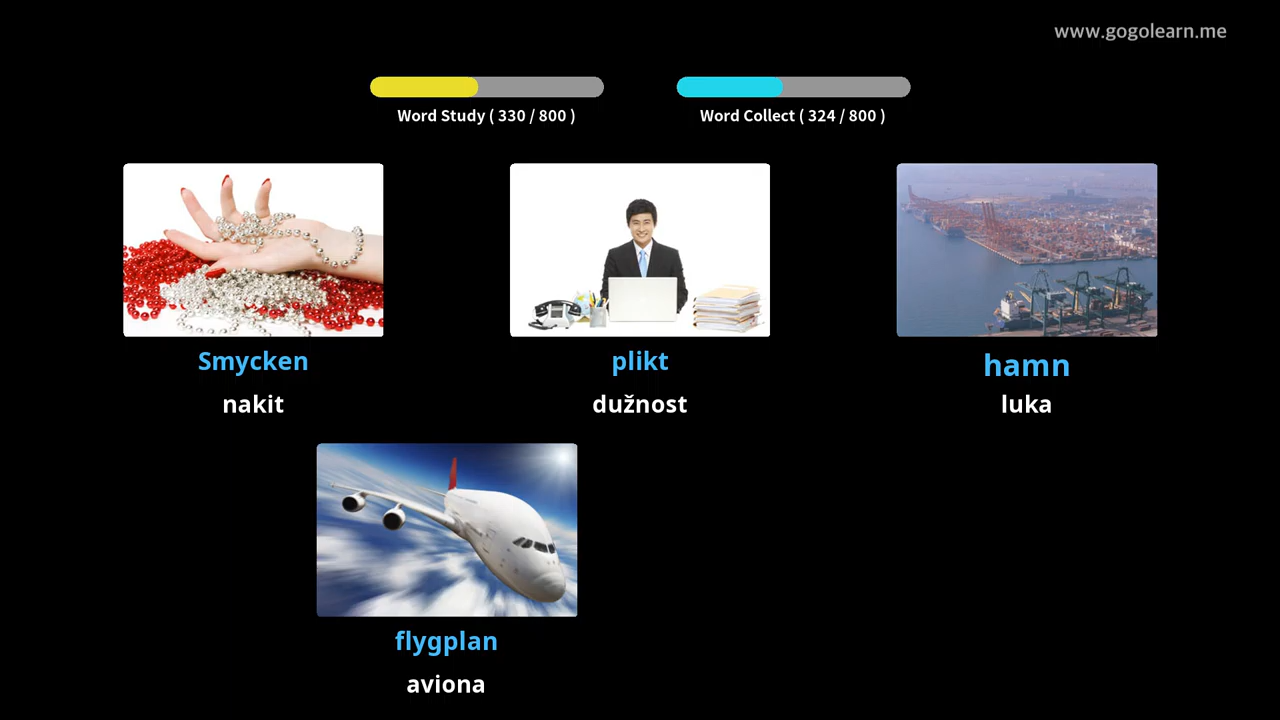 www.gogolearn.me
Word Study ( 330 / 800 )
Word Collect ( 324 / 800 )
Smycken
nakit
plikt
dužnost
hamn
luka
flygplan
aviona